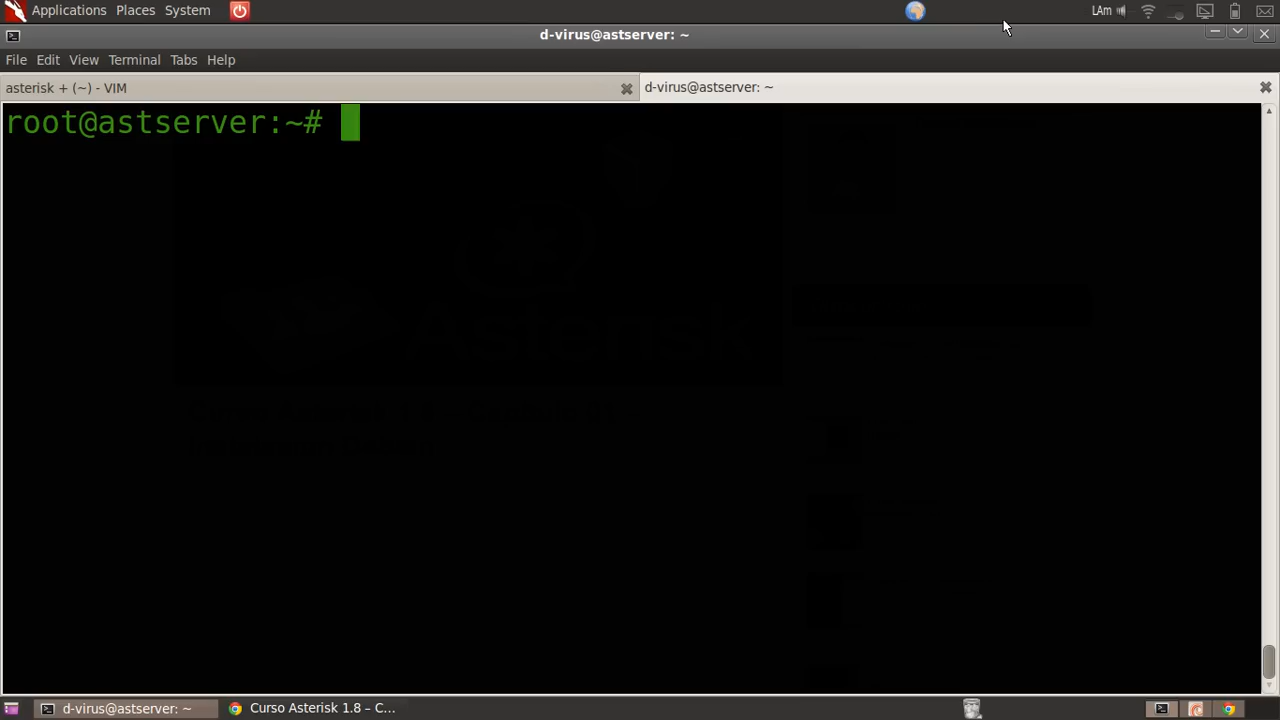 Applications Places System LAm
d-virus@astserver: ~
File Edit View Terminal Tabs Help
asterisk + (~) - VIM
d-virus@astserver: ~
root@astserver:~#
Asterisk
d-virus@astserver: ~
Curso Asterisk 1.8 – C...